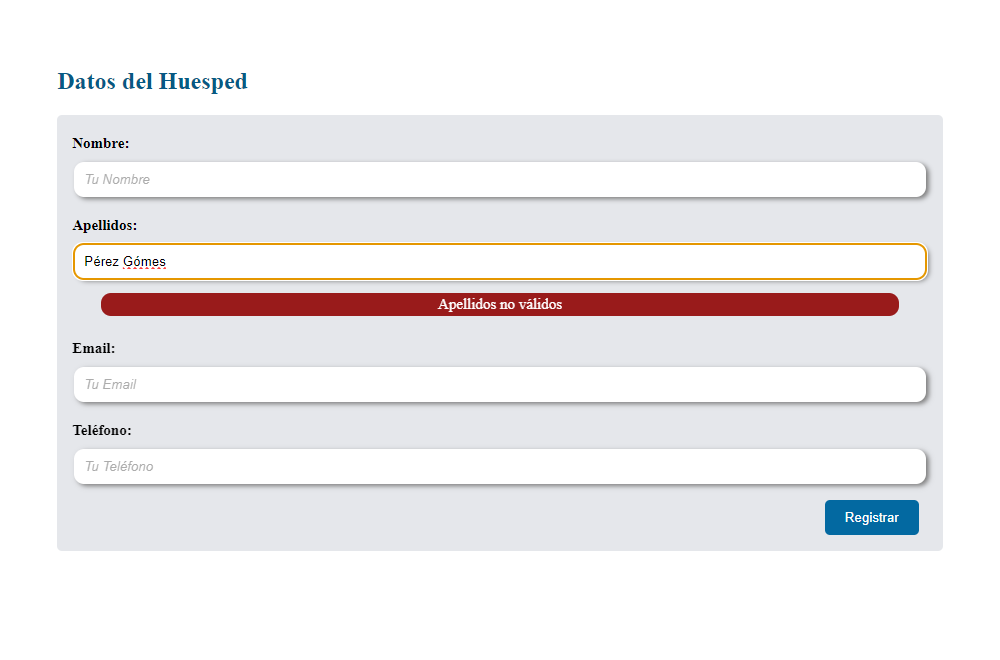 Datos del Huesped
Nombre:
Tu Nombre
Apellidos:
Pérez Gómes
Apellidos no válidos
Email:
Tu Email
Teléfono:
Tu Teléfono
Registrar